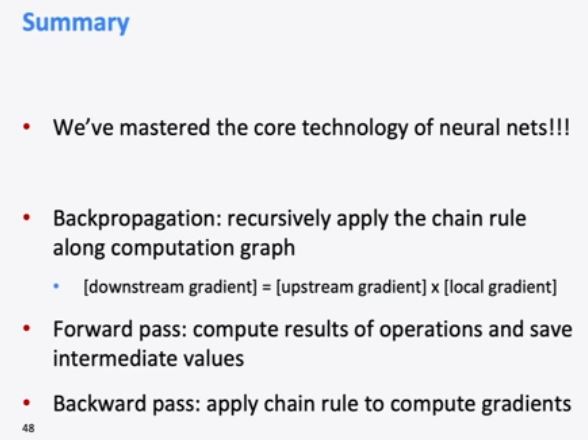 Summary
• We've mastered the core technology of neural nets!!!
• Backpropagation: recursively apply the chain rule
along computation graph
• [downstream gradient] = [upstream gradient] x [local gradient]
• Forward pass: compute results of operations and save
intermediate values
• Backward pass: apply chain rule to compute gradients
48